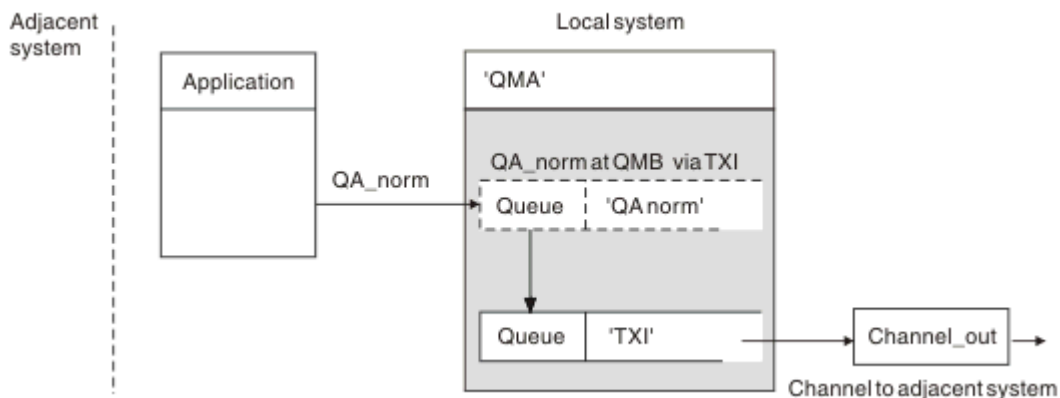 Adjacent
system
Local system
Application
'QMA'
QA_norm at QMB via TXI
QA_norm
Queue 'QA norm'
Queue 'TXI'
Channel_out
Channel to adjacent system